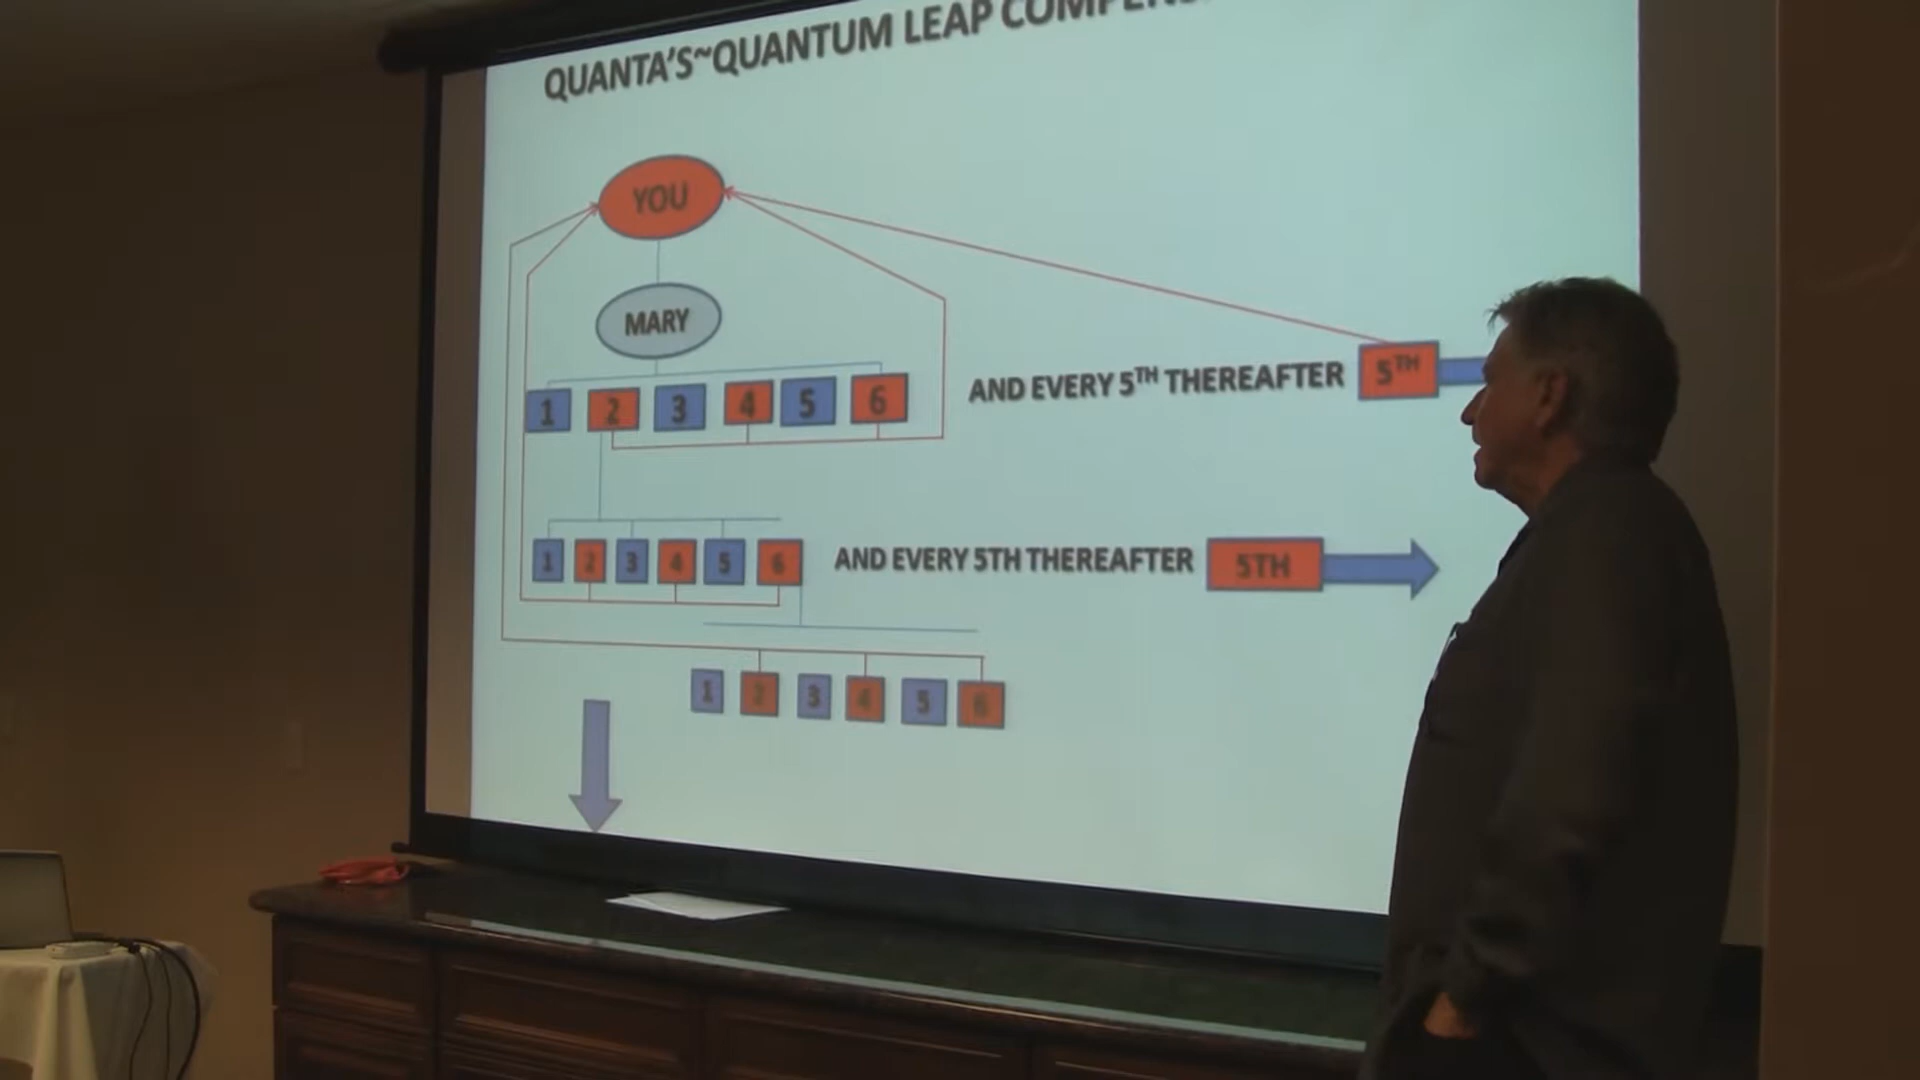 QUANTA'S~QUANTUM LEAP
YOU
MARY
1 2 3 4 5 6
AND EVERY 5TH THEREAFTER 5TH
1 2 3 4 5 6
AND EVERY 5TH THEREAFTER 5TH
1 2 3 4 5 6